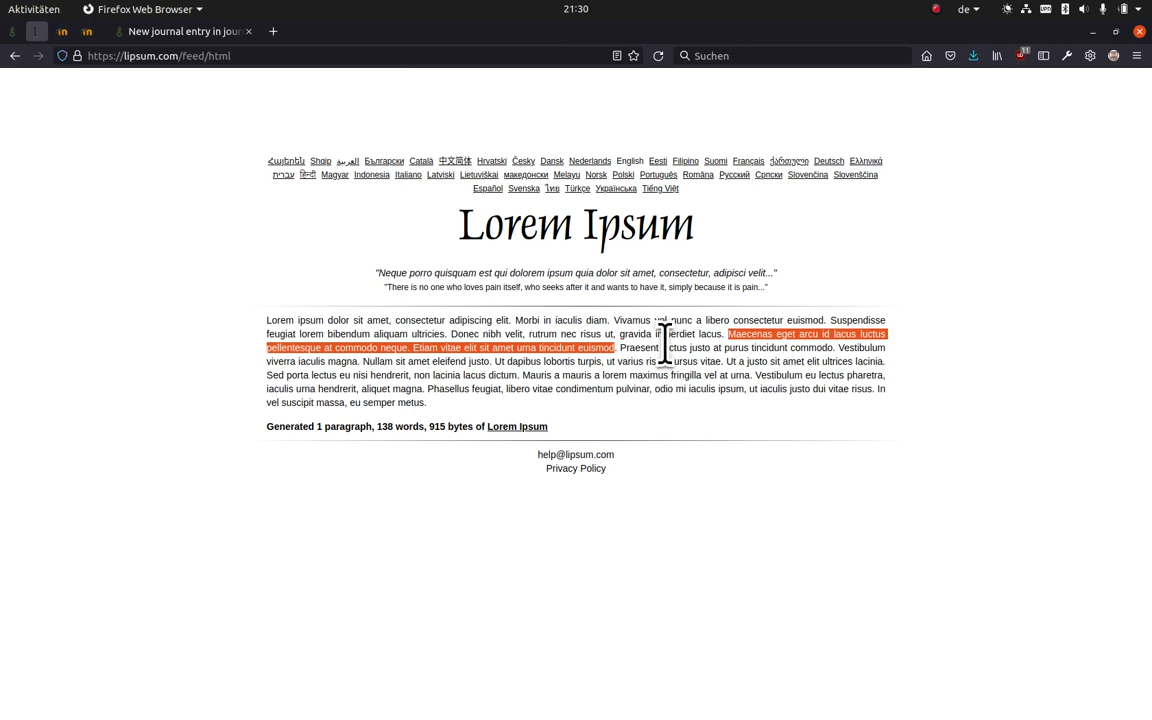 Aktivitäten Firefox Web Browser 21:30 de
New journal entry in jour
https://lipsum.com/feed/html Suchen 11
Հայերեն Shqip العربية Български Català 中文简体 Hrvatski Česky Dansk Nederlands English Eesti Filipino Suomi Français ქართული Deutsch Ελληνικά
עברית हिन्दी Magyar Indonesia Italiano Latviski Lietuviškai македонски Melayu Norsk Polski Português Româna Русский Српски Slovenčina Slovenščina
Español Svenska ไทย Türkçe Українська Tiếng Việt
Lorem Ipsum
"Neque porro quisquam est qui dolorem ipsum quia dolor sit amet, consectetur, adipisci velit..."
"There is no one who loves pain itself, who seeks after it and wants to have it, simply because it is pain..."
Lorem ipsum dolor sit amet, consectetur adipiscing elit. Morbi in iaculis diam. Vivamus vel nunc a libero consectetur euismod. Suspendisse
feugiat lorem bibendum aliquam ultricies. Donec nibh velit, rutrum nec risus ut, gravida imperdiet lacus. Maecenas eget arcu id lacus luctus
pellentesque at commodo neque. Etiam vitae elit sit amet urna tincidunt euismod. Praesent luctus justo at purus tincidunt commodo. Vestibulum
viverra iaculis magna. Nullam sit amet eleifend justo. Ut dapibus lobortis turpis, ut varius risus cursus vitae. Ut a justo sit amet elit ultrices lacinia.
Sed porta lectus eu nisi hendrerit, non lacinia lacus dictum. Mauris a mauris a lorem maximus fringilla vel at urna. Vestibulum eu lectus pharetra,
iaculis urna hendrerit, aliquet magna. Phasellus feugiat, libero vitae condimentum pulvinar, odio mi iaculis ipsum, ut iaculis justo dui vitae risus. In
vel suscipit massa, eu semper metus.
Generated 1 paragraph, 138 words, 915 bytes of Lorem Ipsum
help@lipsum.com
Privacy Policy